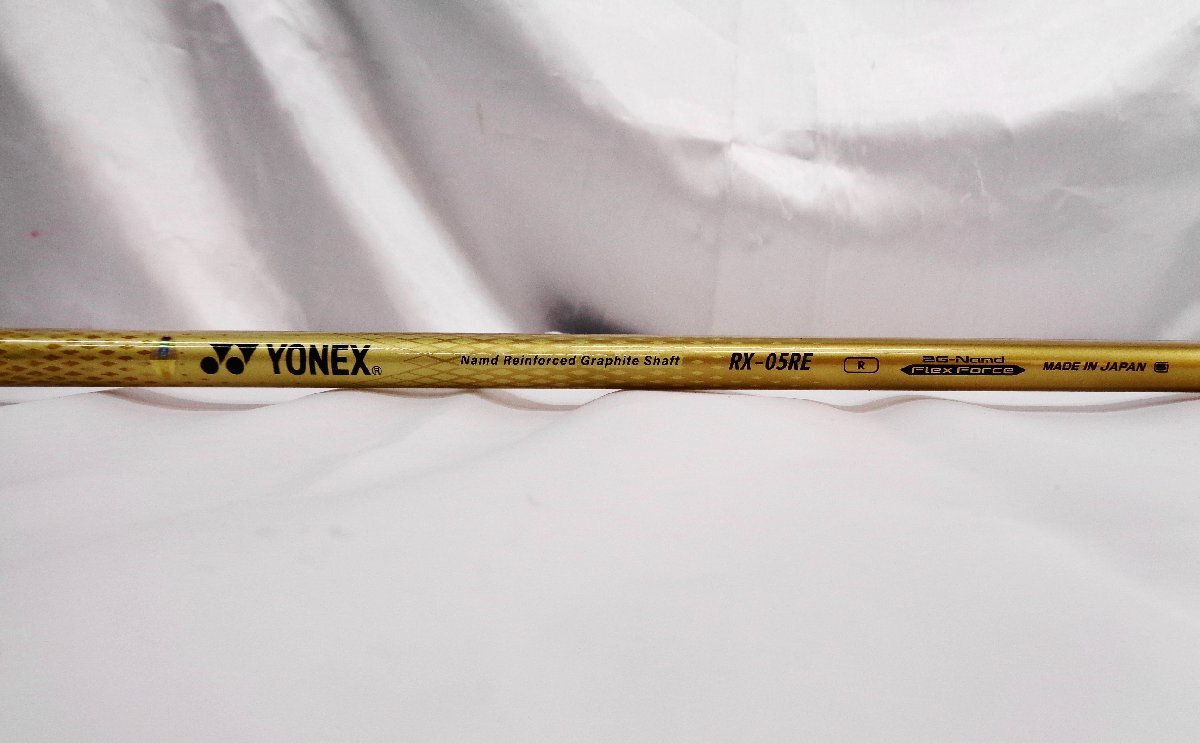 YONEX® Namd Reinforced Graphite Shaft RX-05RE R 2G-Namd
Flex Force MADE IN JAPAN